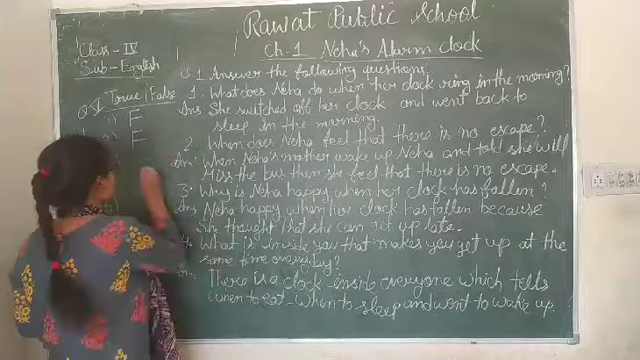 Rawat Public School
Class - IV
Ch-1 Neha's Alarm clock
Sub - English
Q.1 Answer the following questions.
1. What does Neha do when her clock ring in the morning?
Ans She switched off her clock and went back to
sleep in the morning.
2. When does Neha feel that there is no escape?
Ans When Neha's mother wake up Neha and told she will
Miss the bus then she feel that there is no escape.
3. Why is Neha happy when her clock has fallen?
Ans Neha happy when her clock has fallen because
She thought that she can get up late.
4. What is inside you that makes you get up at the
same time everyday?
There is a clock inside everyone which tells
when to eat - when to sleep and went to wake up.
True/False
i) F
F